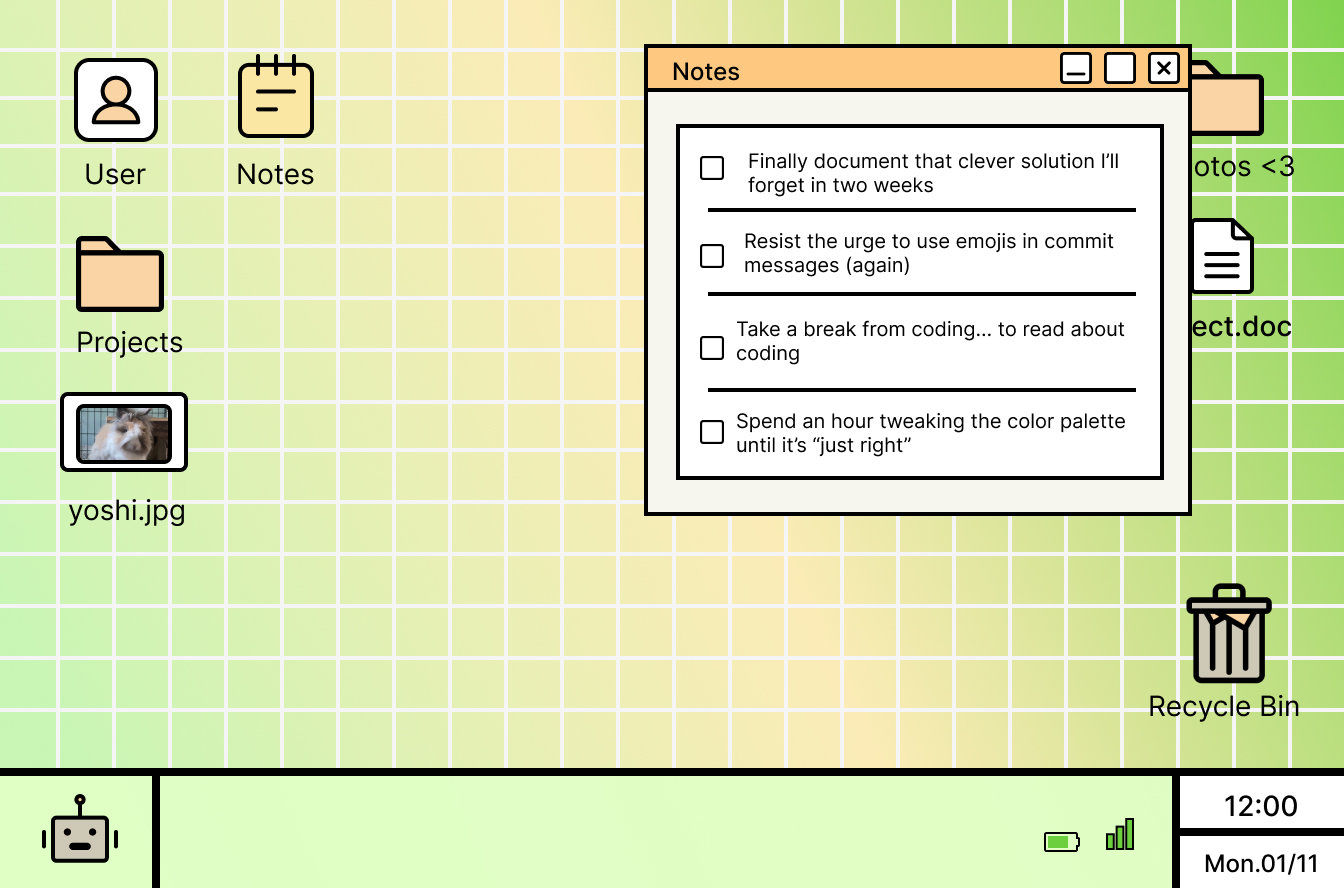 User
Notes
Projects
yoshi.jpg
Notes
Finally document that clever solution I’ll
forget in two weeks
Resist the urge to use emojis in commit
messages (again)
Take a break from coding... to read about
coding
Spend an hour tweaking the color palette
until it’s “just right”
otos <3
ect.doc
Recycle Bin
12:00
Mon.01/11